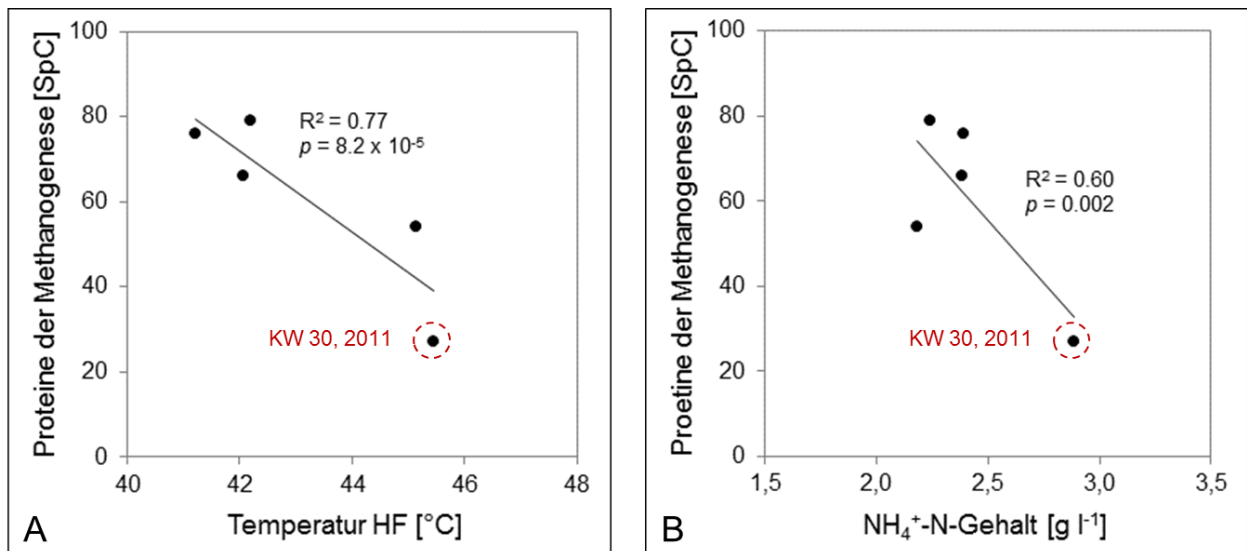 Proteine der Methanogenese [SpC]
100
80
60
40
20
0
R² = 0.77
p = 8.2 x 10⁻⁵
KW 30, 2011
40 42 44 46 48
Temperatur HF [°C]
A
Proetine der Methanogenese [SpC]
100
80
60
40
20
0
R² = 0.60
p = 0.002
KW 30, 2011
1,5 2,0 2,5 3,0 3,5
NH₄⁺-N-Gehalt [g l⁻¹]
B